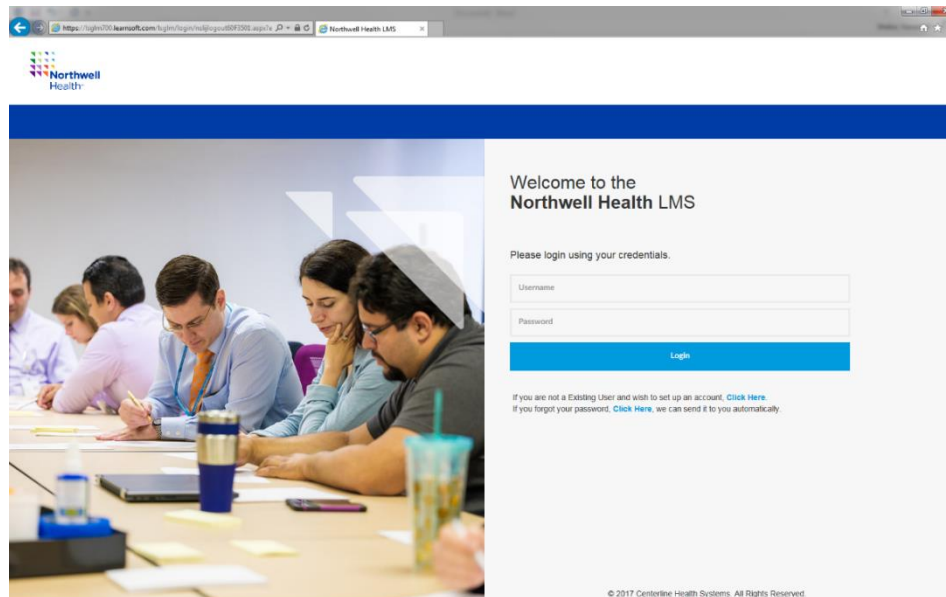 Northwell Health LMS
Northwell
Health
Welcome to the
Northwell Health LMS
Please login using your credentials.
Username
Password
Login
If you are not a Existing User and wish to set up an account, Click Here.
If you forgot your password, Click Here, we can send it to you automatically.
© 2017 Centerline Health Systems. All Rights Reserved.